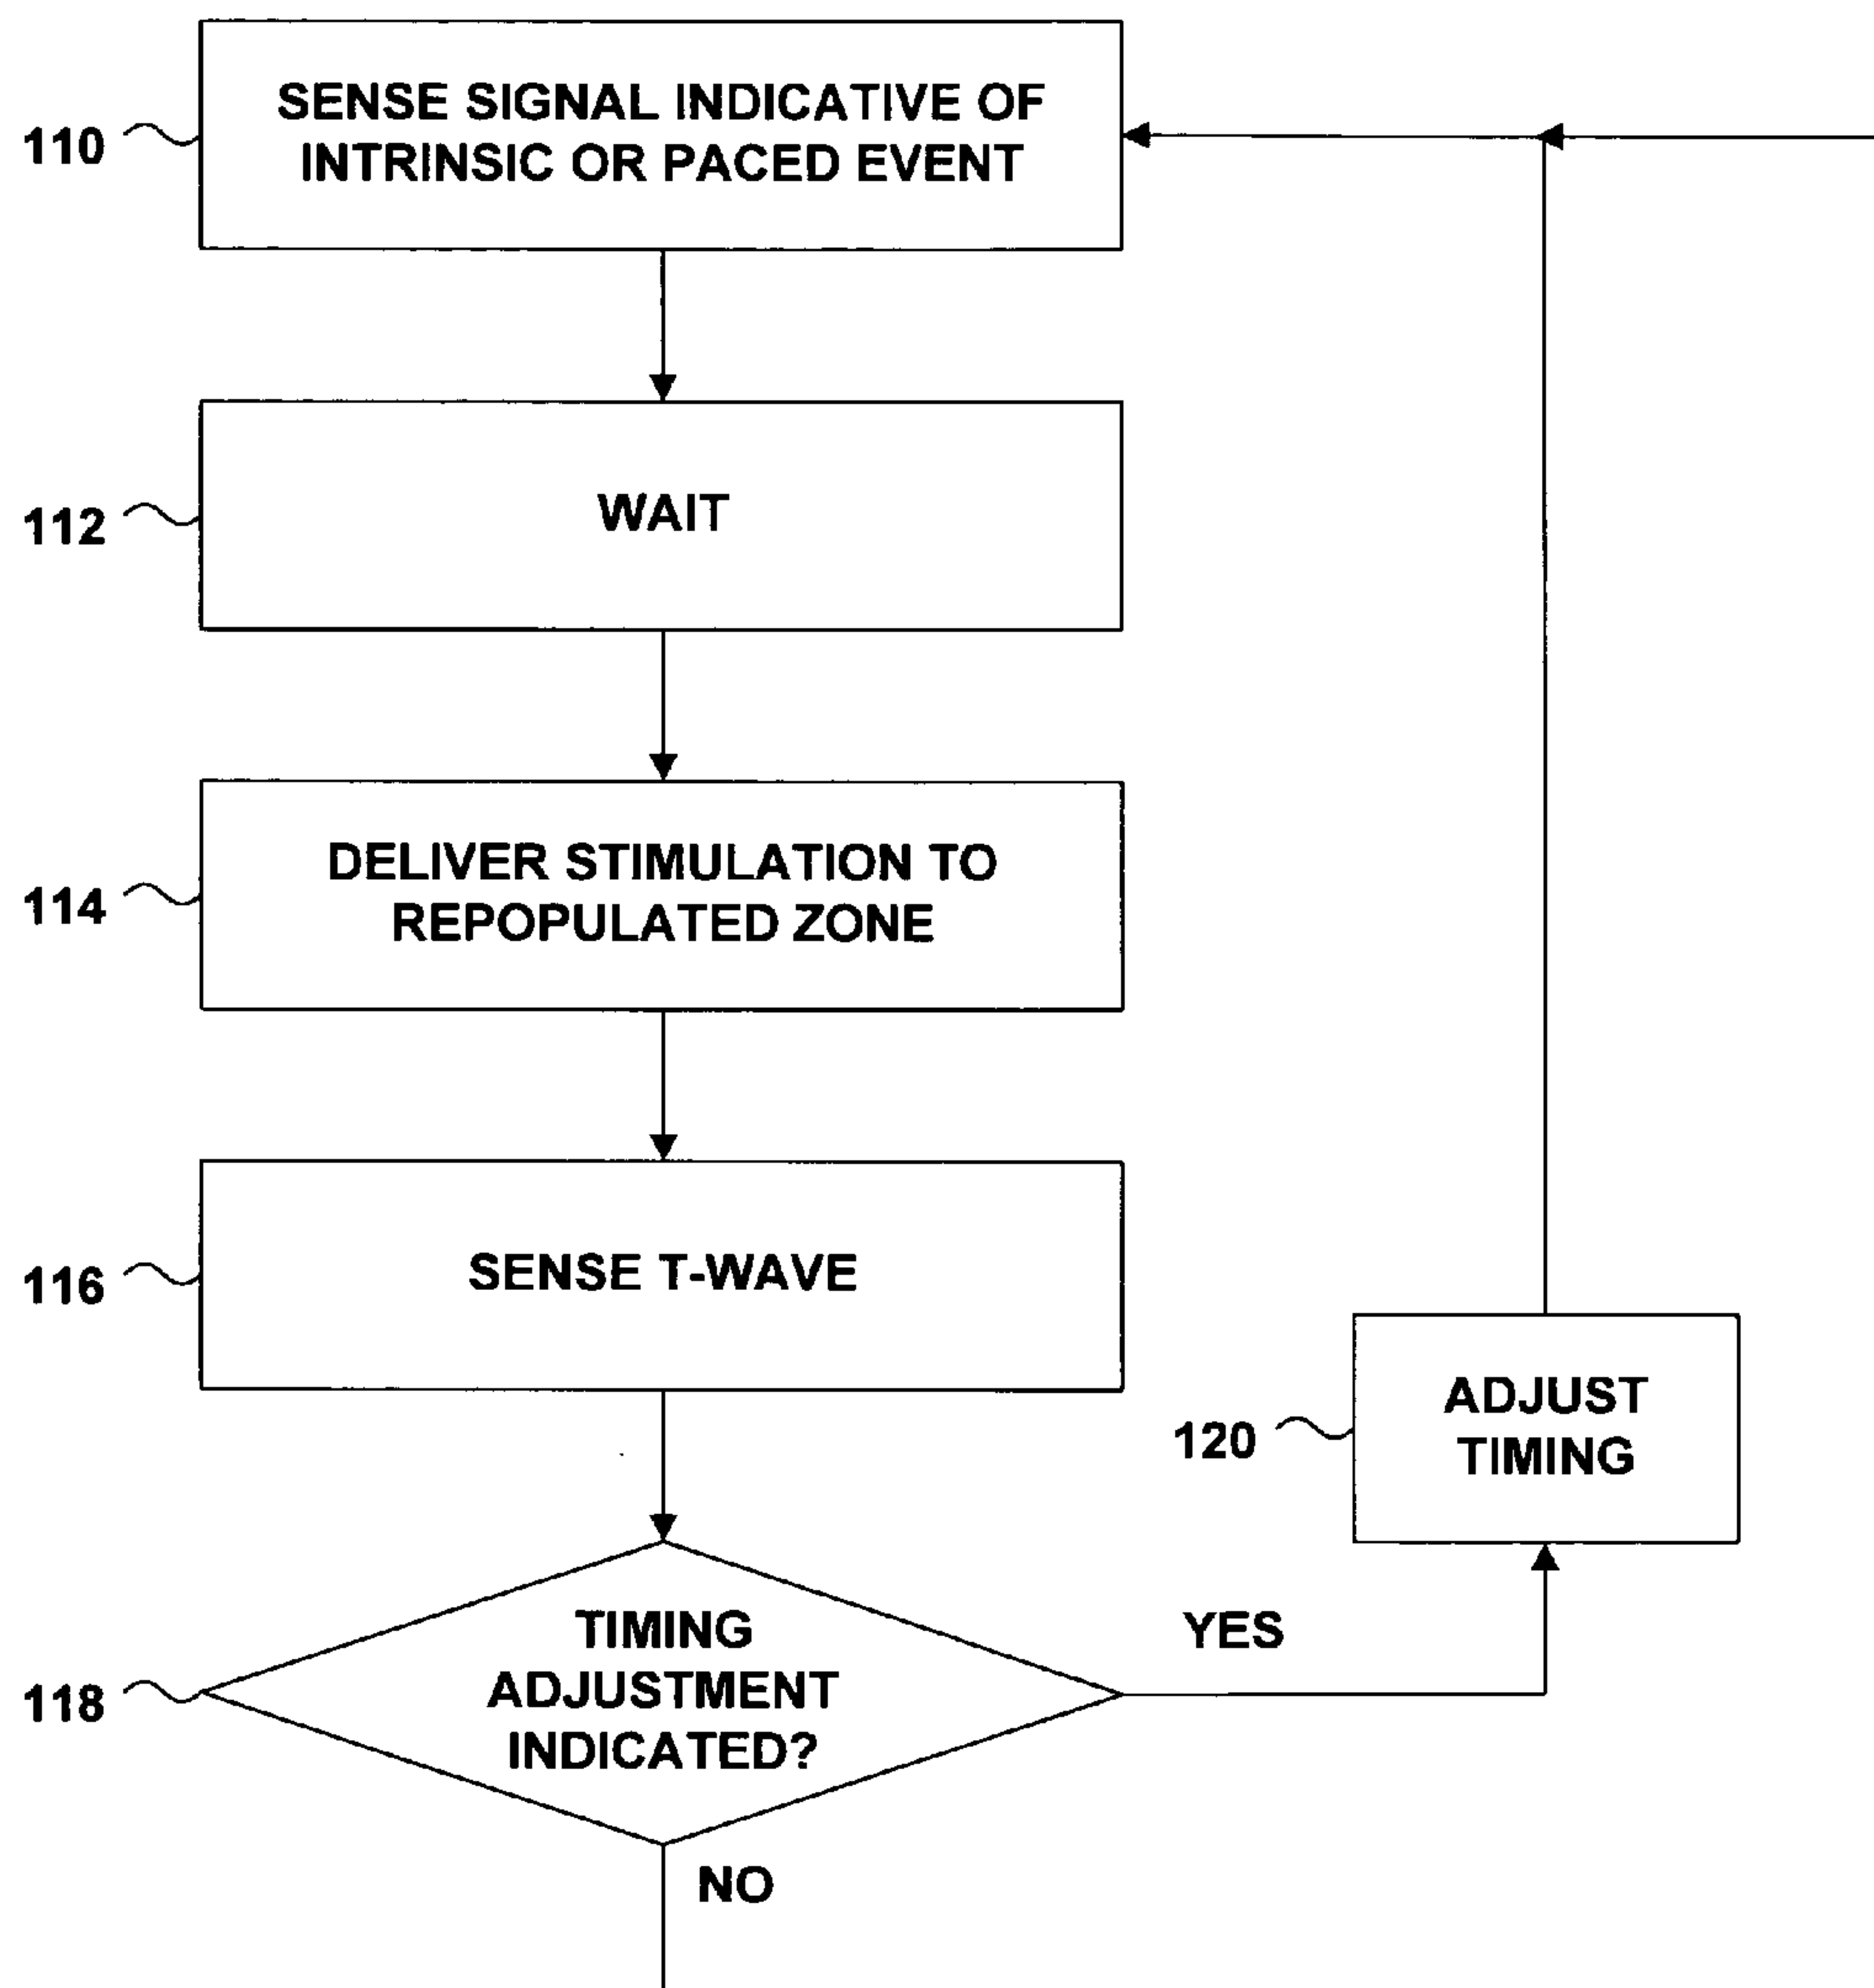 SENSE SIGNAL INDICATIVE OF
INTRINSIC OR PACED EVENT
110
WAIT
112
DELIVER STIMULATION TO
REPOPULATED ZONE
114
SENSE T-WAVE
116
ADJUST
TIMING
120
TIMING
ADJUSTMENT
INDICATED?
118
YES
NO